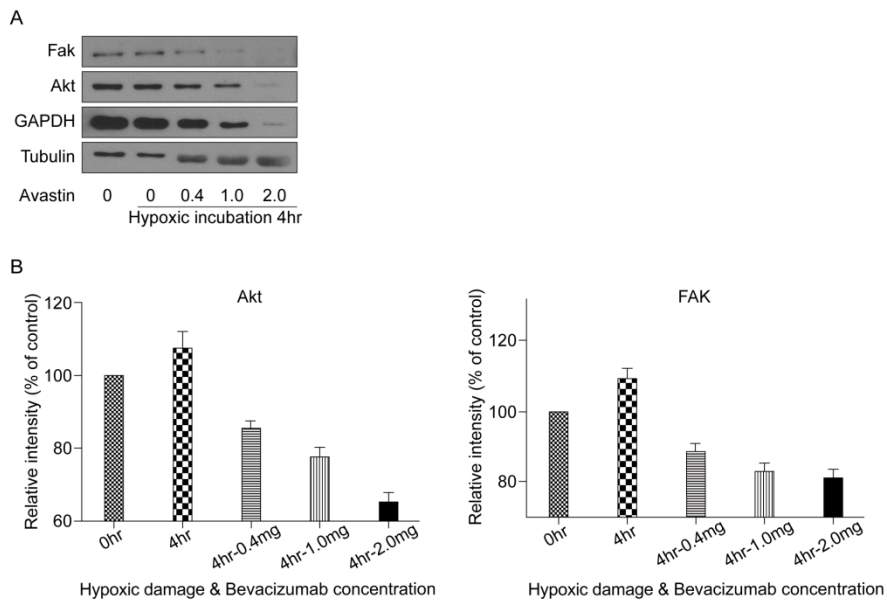 A
Fak
Akt
GAPDH
Tubulin
Avastin 0 0 0.4 1.0 2.0
Hypoxic incubation 4hr
B
Akt
Relative intensity (% of control)
120
100
80
60
0hr 4hr 4hr-0.4mg 4hr-1.0mg 4hr-2.0mg
Hypoxic damage & Bevacizumab concentration
FAK
Relative intensity (% of control)
120
100
80
0hr 4hr 4hr-0.4mg 4hr-1.0mg 4hr-2.0mg
Hypoxic damage & Bevacizumab concentration